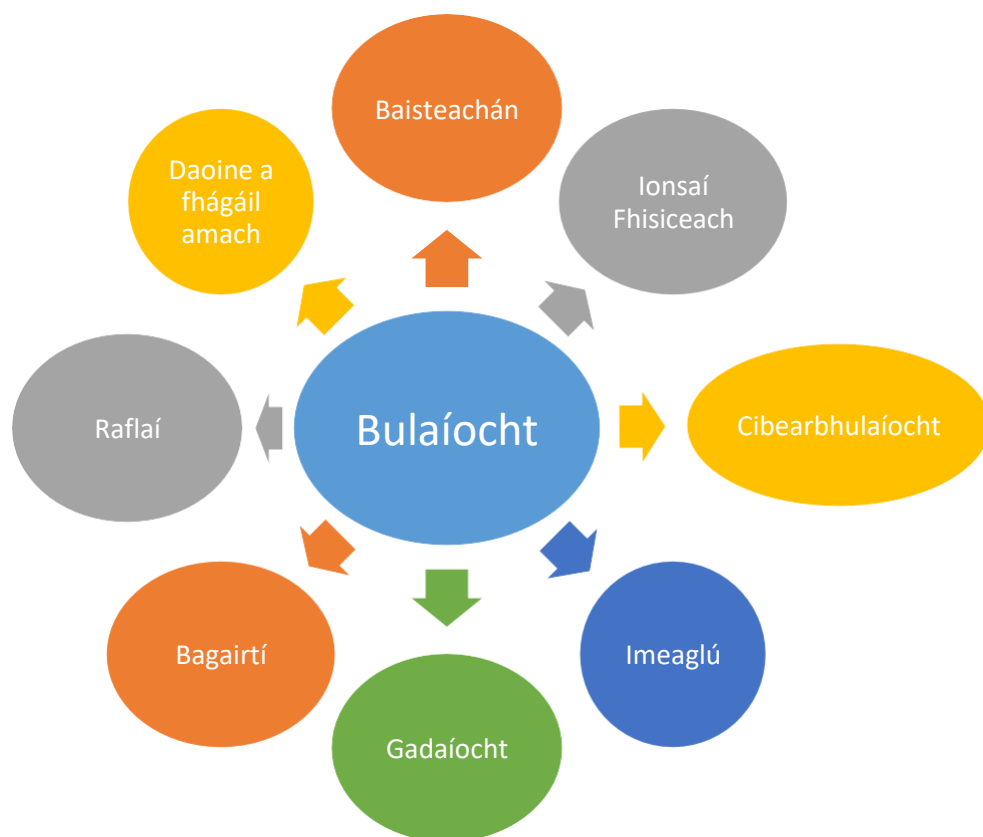 Baisteachán
Ionsaí
Fhisiceach
Cibearbhulaíocht
Imeaglú
Gadaíocht
Bagairtí
Raflaí
Daoine a
fhágáil
amach
Bulaíocht